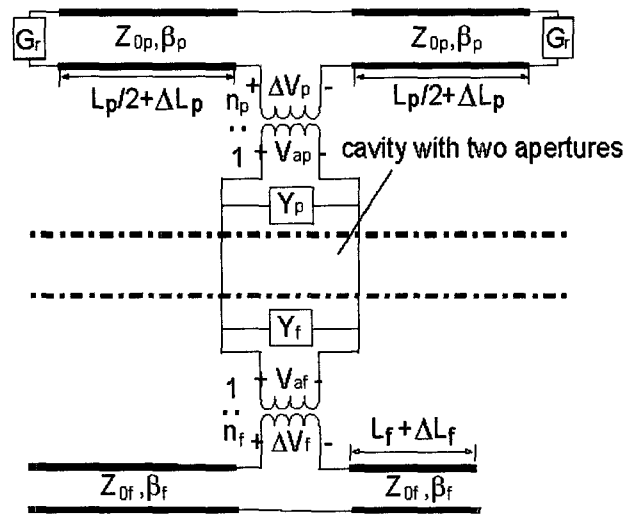 Gr
Z0p,βp
Z0p,βp
Gr
Lp/2+ΔLp
Lp/2+ΔLp
np
+ ΔVp -
..
1
+ Vap -
cavity with two apertures
Yp
Yf
1
+ Vaf -
..
nf
+ ΔVf -
Lf+ΔLf
Z0f,βf
Z0f,βf